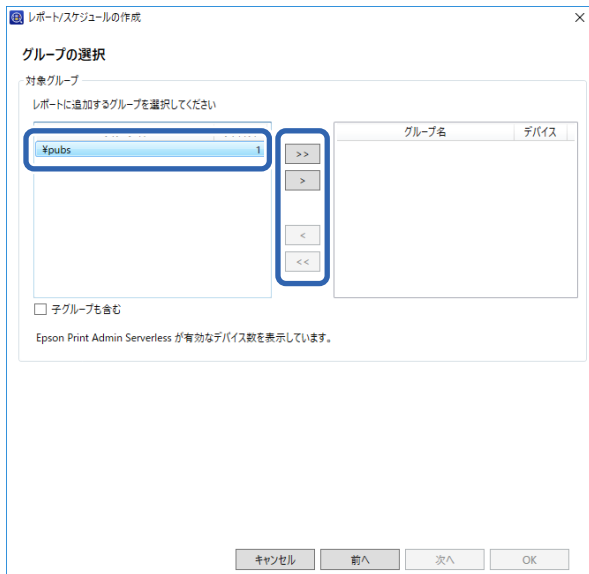 レポート/スケジュールの作成
グループの選択
対象グループ
レポートに追加するグループを選択してください
¥pubs 1
>>
>
<
<<
グループ名 デバイス
子グループも含む
Epson Print Admin Serverless が有効なデバイス数を表示しています。
キャンセル 前へ 次へ OK